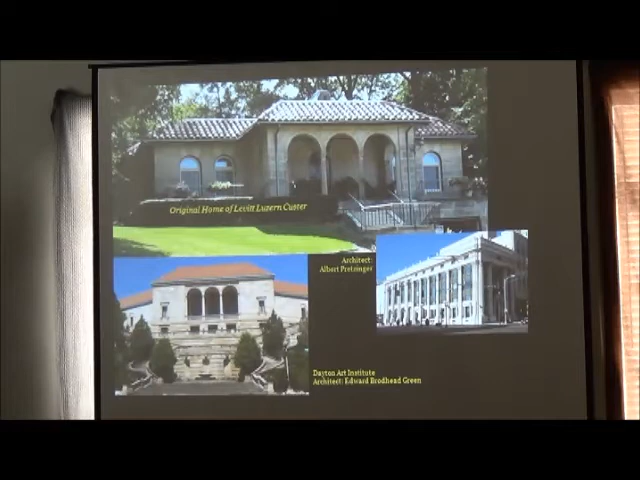 Original Home of Levitt Luzern Custer
Architect:
Albert Pretzinger
Dayton Art Institute
Architect: Edward Brodhead Green